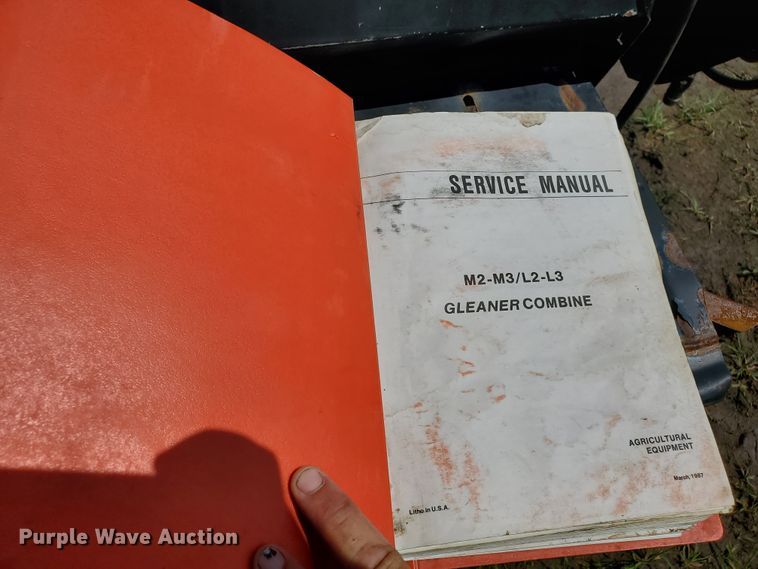 SERVICE MANUAL
M2-M3/L2-L3
GLEANER COMBINE
AGRICULTURAL
EQUIPMENT
March, 1987
Litho in U.S.A.
Purple Wave Auction